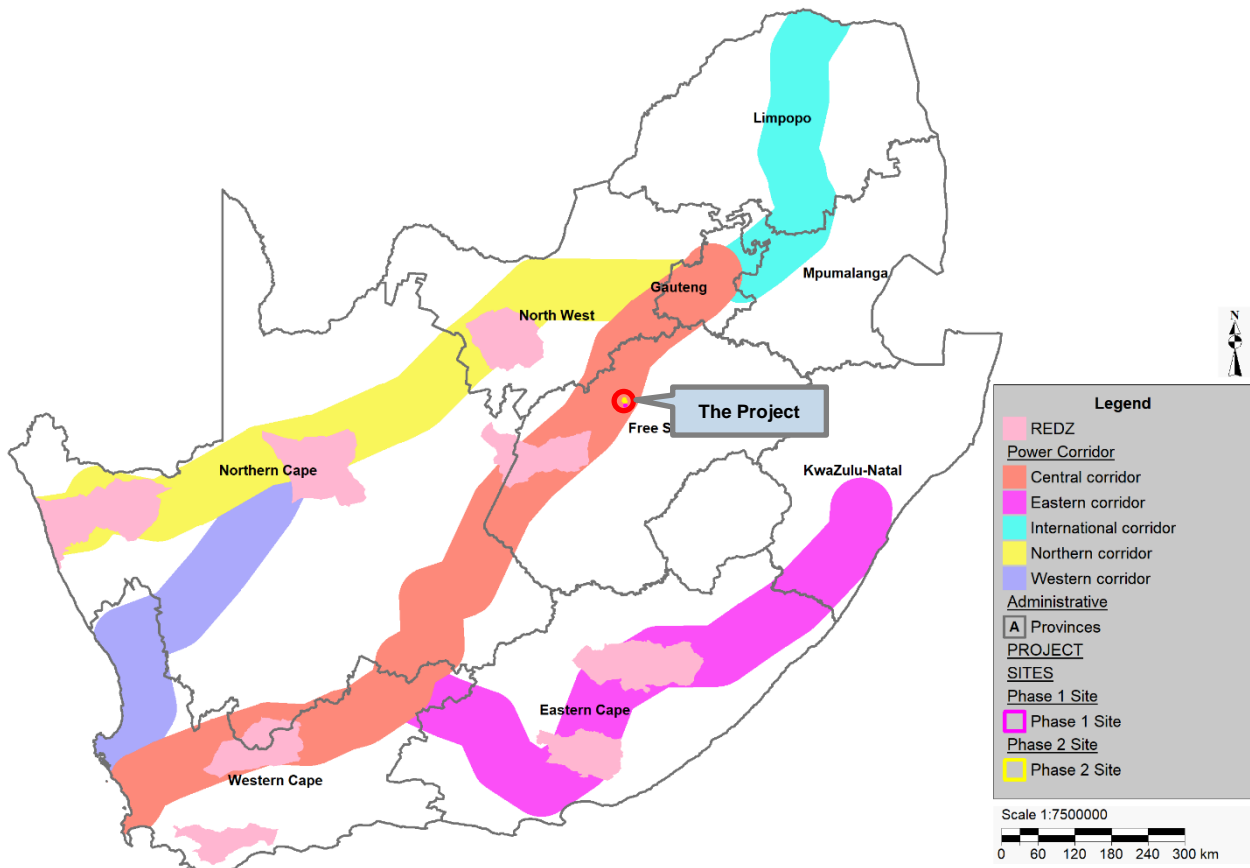 Limpopo
Mpumalanga
Gauteng
North West
The Project
Free S
KwaZulu-Natal
Northern Cape
Eastern Cape
Western Cape
N
Legend
REDZ
Power Corridor
Central corridor
Eastern corridor
International corridor
Northern corridor
Western corridor
Administrative
A Provinces
PROJECT
SITES
Phase 1 Site
Phase 1 Site
Phase 2 Site
Phase 2 Site
Scale 1:7500000
0 60 120 180 240 300 km